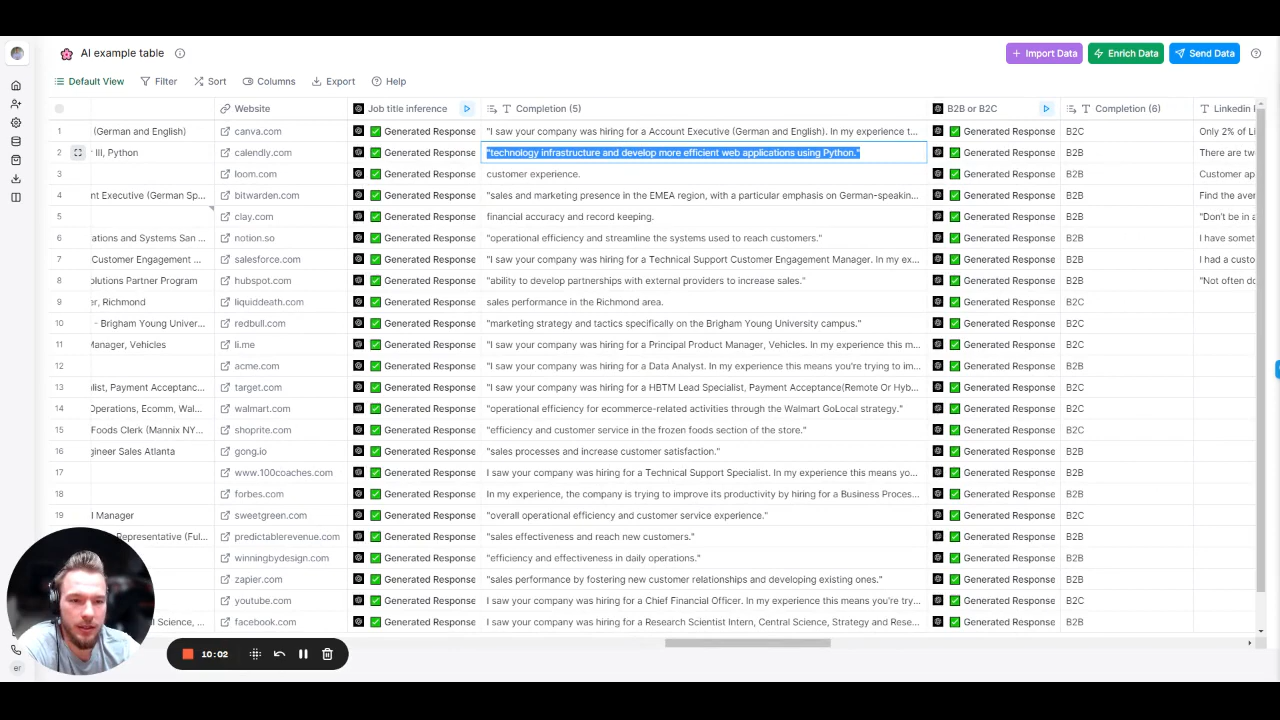 AI example table
Import Data
Enrich Data
Send Data
Default View Filter Sort Columns Export Help
Website Job title inference Completion (5) B2B or B2C Completion (6) Linkedin
1 (German and English) canva.com Generated Response "I saw your company was hiring for a Account Executive (German and English). In my experience t... Generated Response B2C Only 2% of Li
2 r III, Python calendly.com Generated Response "technology infrastructure and develop more efficient web applications using Python." Generated Response B2B There are tw
3 loom.com Generated Response customer experience. Generated Response B2B Customer ap
4 nt Executive (German Sp... bitwarden.com Generated Response "sales and marketing presence in the EMEA region, with a particular emphasis on German-speakin... Generated Response B2B Find the aver
5 clay.com Generated Response financial accuracy and record keeping. Generated Response B2B "Don't be in a
6 ations and Systems San ... notion.so Generated Response "operational efficiency and streamline the systems used to reach customers." Generated Response B2B I have somet
7 Customer Engagement ... salesforce.com Generated Response "I saw your company was hiring for a Technical Support Customer Engagement Manager. In my ex... Generated Response B2B I had a custo
8 olutions Partner Program hubspot.com Generated Response "ability to develop partnerships with external providers to increase sales." Generated Response B2B "Not often do
9 er, Richmond liquiddeath.com Generated Response sales performance in the Richmond area. Generated Response B2C
10 - Brigham Young Univer... redbull.com Generated Response "marketing strategy and tactics specifically on the Brigham Young University campus." Generated Response B2C
11 Manager, Vehicles li.me Generated Response "I saw your company was hiring for a Principal Product Manager, Vehicles. In my experience this m... Generated Response B2C
12 acme.com Generated Response "I saw your company was hiring for a Data Analyst. In my experience this means you're trying to im... Generated Response B2B
13 list, Payment Acceptanc... target.com Generated Response "I saw your company was hiring for a HBTM Lead Specialist, Payment Acceptance(Remote Or Hyb... Generated Response B2C
14 Operations, Ecomm, Wal... walmart.com Generated Response "operational efficiency for ecommerce-related activities through the Walmart GoLocal strategy." Generated Response B2C
15 Foods Clerk (Mannix NY... shoprite.com Generated Response "efficiency and customer service in the frozen foods section of the store." Generated Response B2C
16 gineer Sales Atlanta gong.io Generated Response "sales processes and increase customer satisfaction." Generated Response B2B
17 www.100coaches.com Generated Response I saw your company was hiring for a Technical Support Specialist. In my experience this means yo... Generated Response B2B
18 forbes.com Generated Response In my experience, the company is trying to improve its productivity by hiring for a Business Proces... Generated Response B2B
19 l Manager sweetgreen.com Generated Response "overall operational efficiency and customer service experience." Generated Response B2C
Representative (Ful... predictablerevenue.com Generated Response "sales effectiveness and reach new customers." Generated Response B2B
winningbydesign.com Generated Response "efficiency and effectiveness in daily operations." Generated Response B2B
zapier.com Generated Response "sales performance by fostering new customer relationships and developing existing ones." Generated Response B2B
youtube.com Generated Response I saw your company was hiring for a Chief Financial Officer. In my experience this means you're try... Generated Response B2C
al Science, ... facebook.com Generated Response I saw your company was hiring for a Research Scientist Intern, Central Science, Strategy and Rese... Generated Response B2B
10:02
er